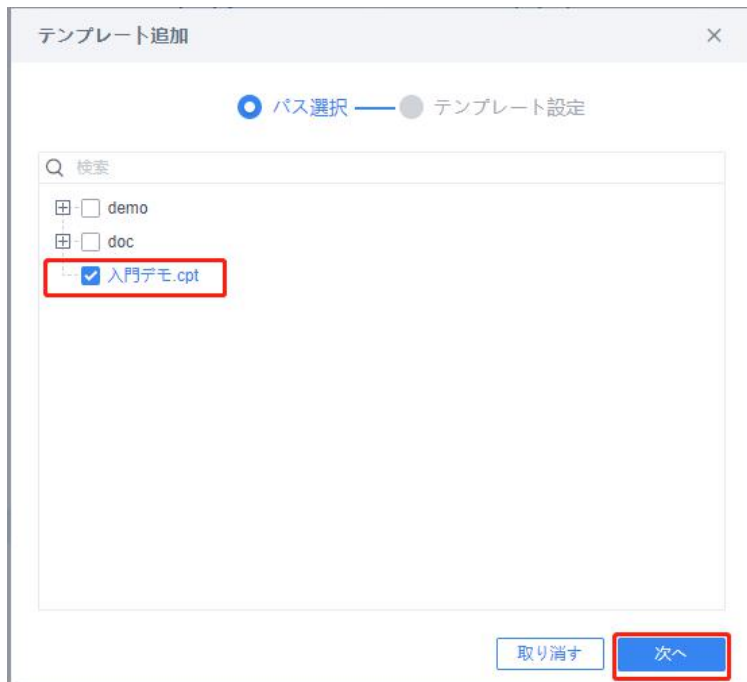 テンプレート追加
パス選択 テンプレート設定
検索
demo
doc
入門デモ.cpt
取り消す 次へ